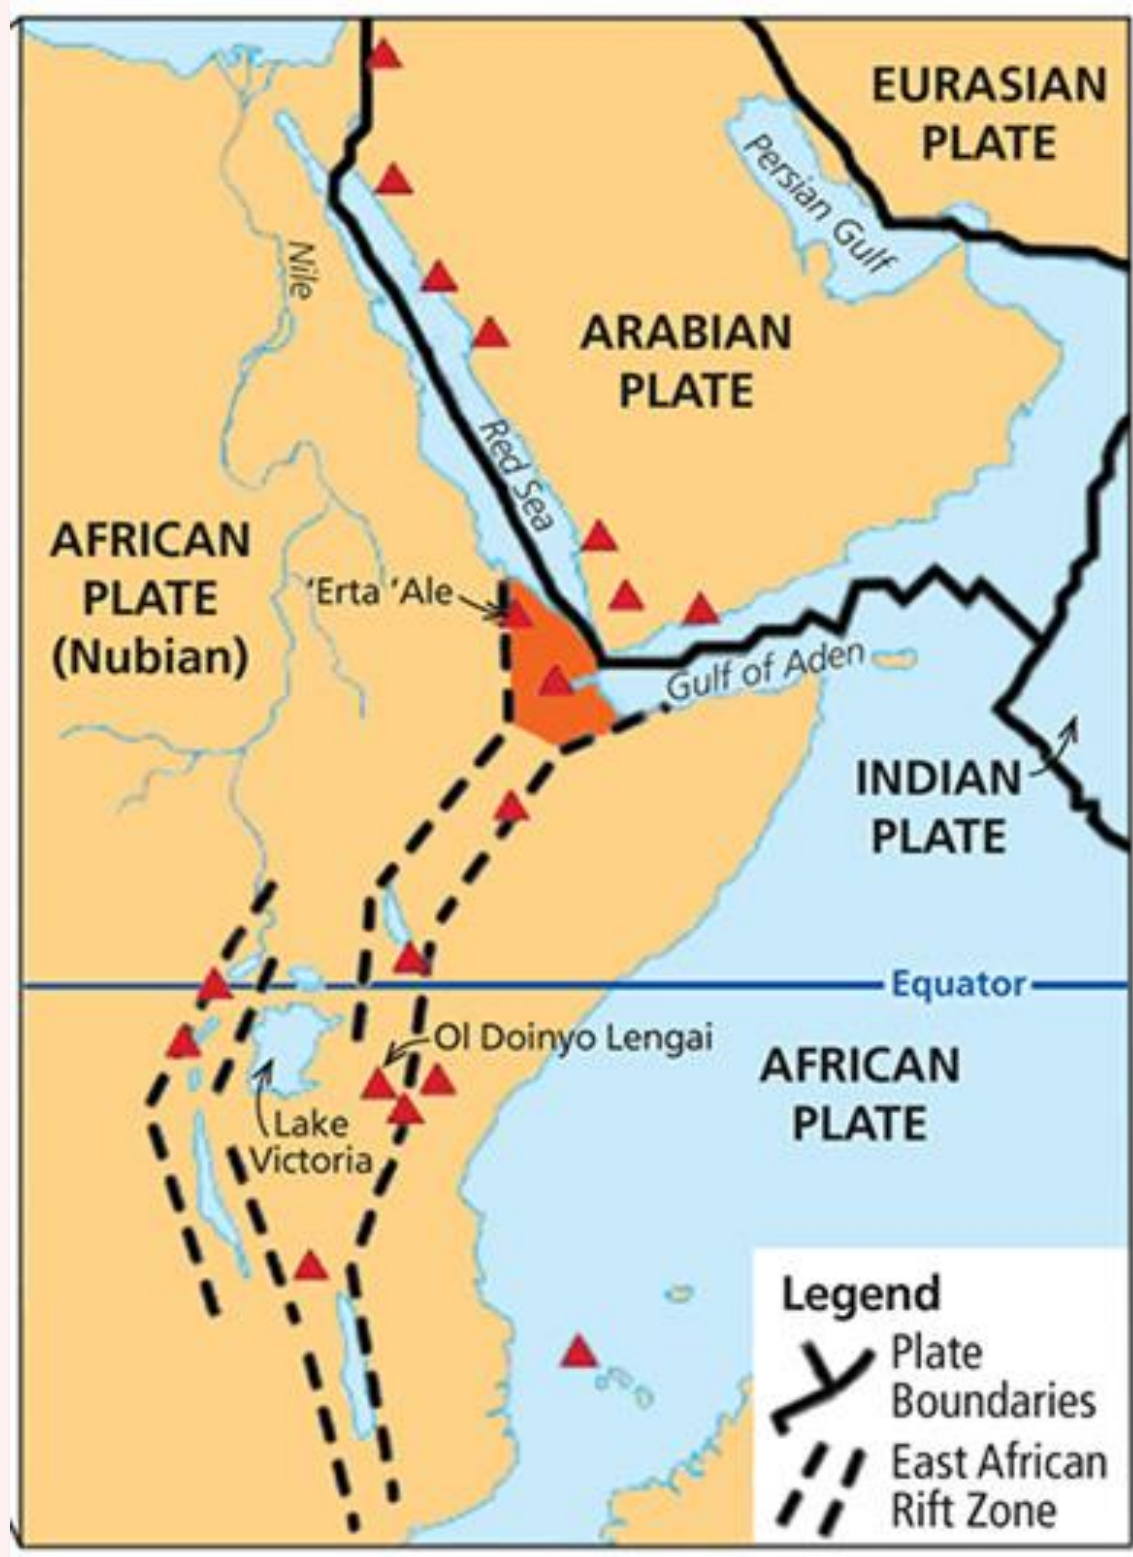 EURASIAN
PLATE
Persian Gulf
Nile
ARABIAN
PLATE
Red Sea
AFRICAN
PLATE
(Nubian)
'Erta 'Ale
Gulf of Aden
INDIAN
PLATE
Equator
Ol Doinyo Lengai
AFRICAN
PLATE
Lake
Victoria
Legend
Plate
Boundaries
East African
Rift Zone